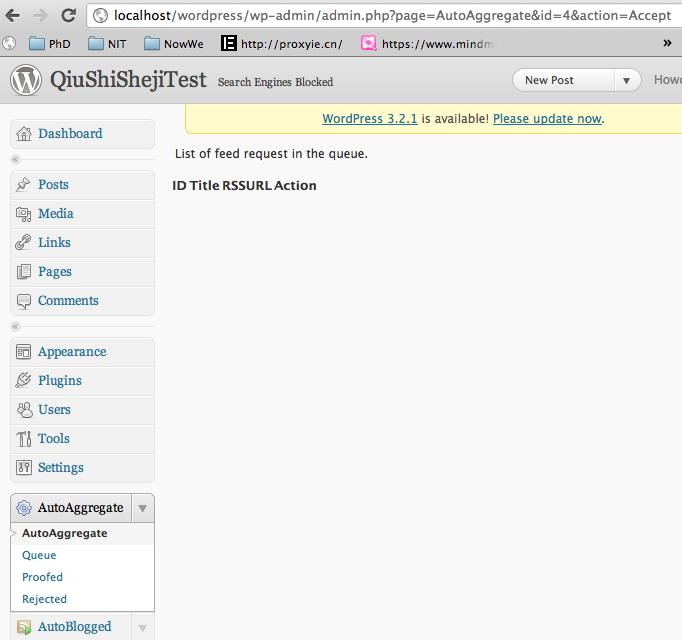 localhost/wordpress/wp-admin/admin.php?page=AutoAggregate&id=4&action=Accept
PhD NIT NowWe http://proxyie.cn/ https://www.mindm »
QiuShiShejiTest Search Engines Blocked New Post Howd
WordPress 3.2.1 is available! Please update now.
Dashboard
List of feed request in the queue.
ID Title RSSURL Action
Posts
Media
Links
Pages
Comments
Appearance
Plugins
Users
Tools
Settings
AutoAggregate
AutoAggregate
Queue
Proofed
Rejected
AutoBlogged